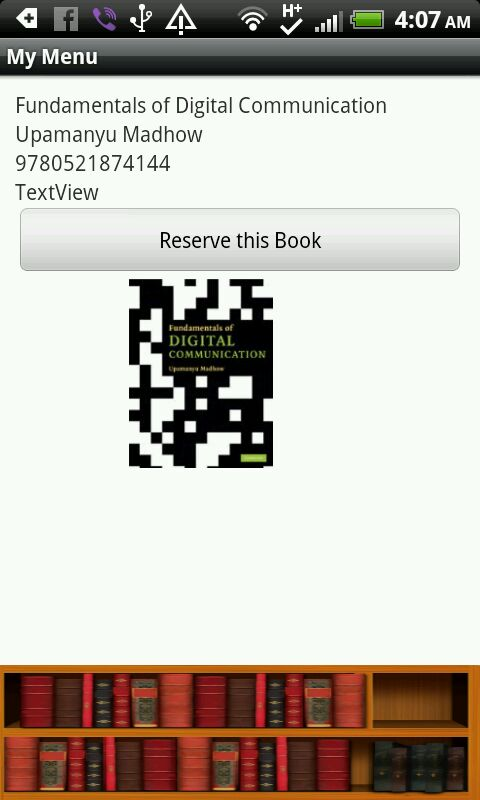 H+
4:07 AM
My Menu
Fundamentals of Digital Communication
Upamanyu Madhow
9780521874144
TextView
Reserve this Book
Fundamentals of
DIGITAL
COMMUNICATION
Upamanyu Madhow